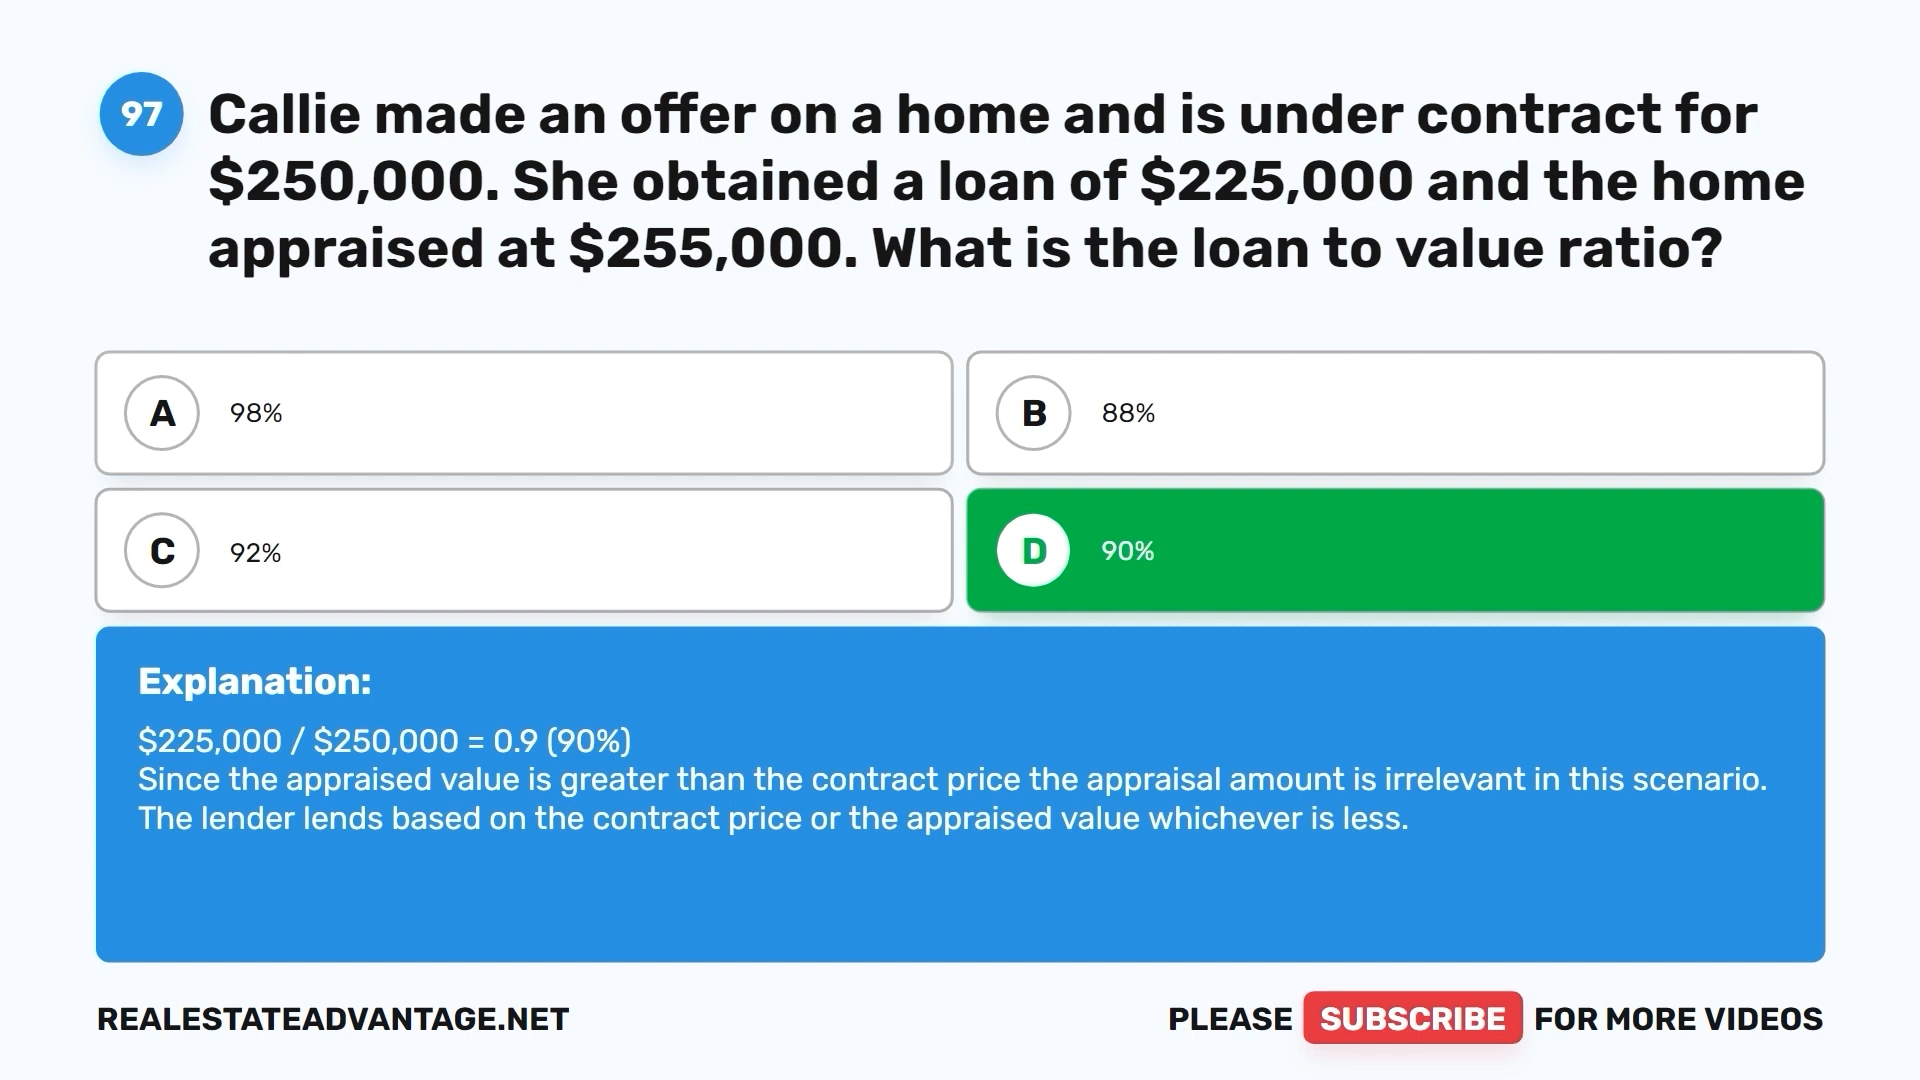 97
Callie made an offer on a home and is under contract for
$250,000. She obtained a loan of $225,000 and the home
appraised at $255,000. What is the loan to value ratio?
A 98%
B 88%
C 92%
D 90%
Explanation:
$225,000 / $250,000 = 0.9 (90%)
Since the appraised value is greater than the contract price the appraisal amount is irrelevant in this scenario.
The lender lends based on the contract price or the appraised value whichever is less.
REALESTATEADVANTAGE.NET
PLEASE SUBSCRIBE FOR MORE VIDEOS